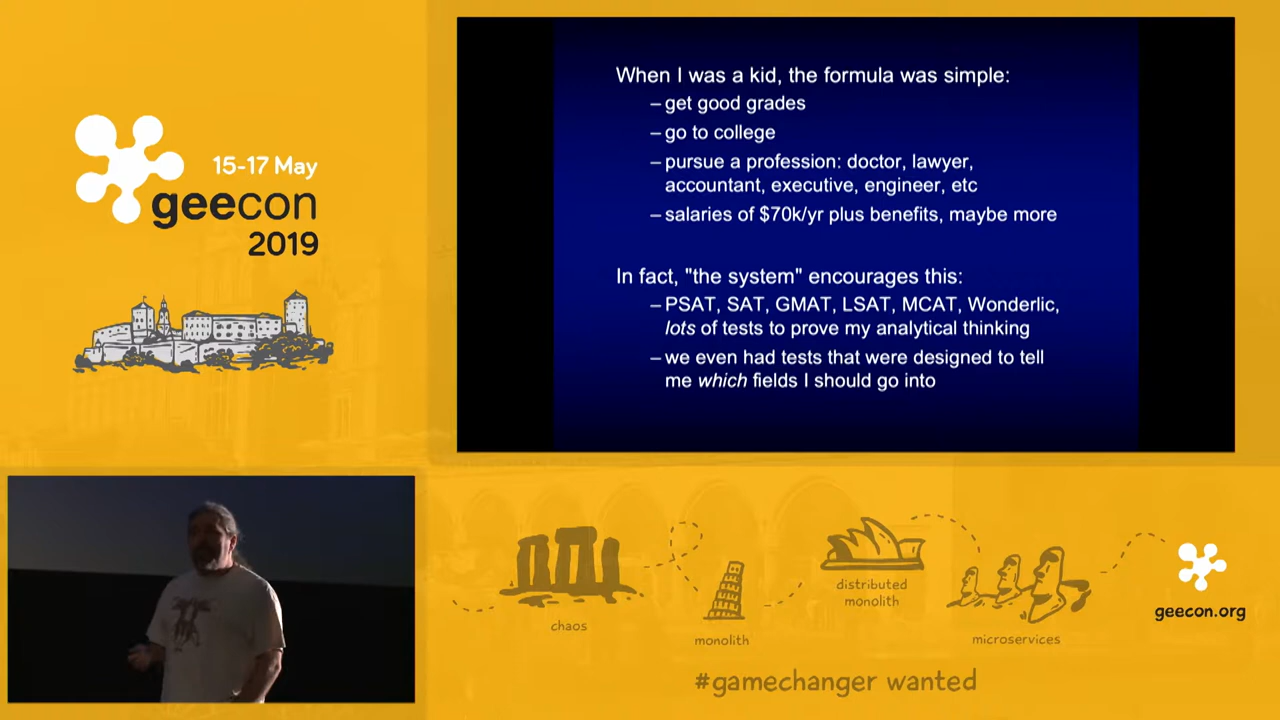 15-17 May
geecon
2019
When I was a kid, the formula was simple:
– get good grades
– go to college
– pursue a profession: doctor, lawyer,
accountant, executive, engineer, etc
– salaries of $70k/yr plus benefits, maybe more
In fact, "the system" encourages this:
– PSAT, SAT, GMAT, LSAT, MCAT, Wonderlic,
lots of tests to prove my analytical thinking
– we even had tests that were designed to tell
me which fields I should go into
chaos
monolith
distributed
monolith
microservices
geecon.org
#gamechanger wanted